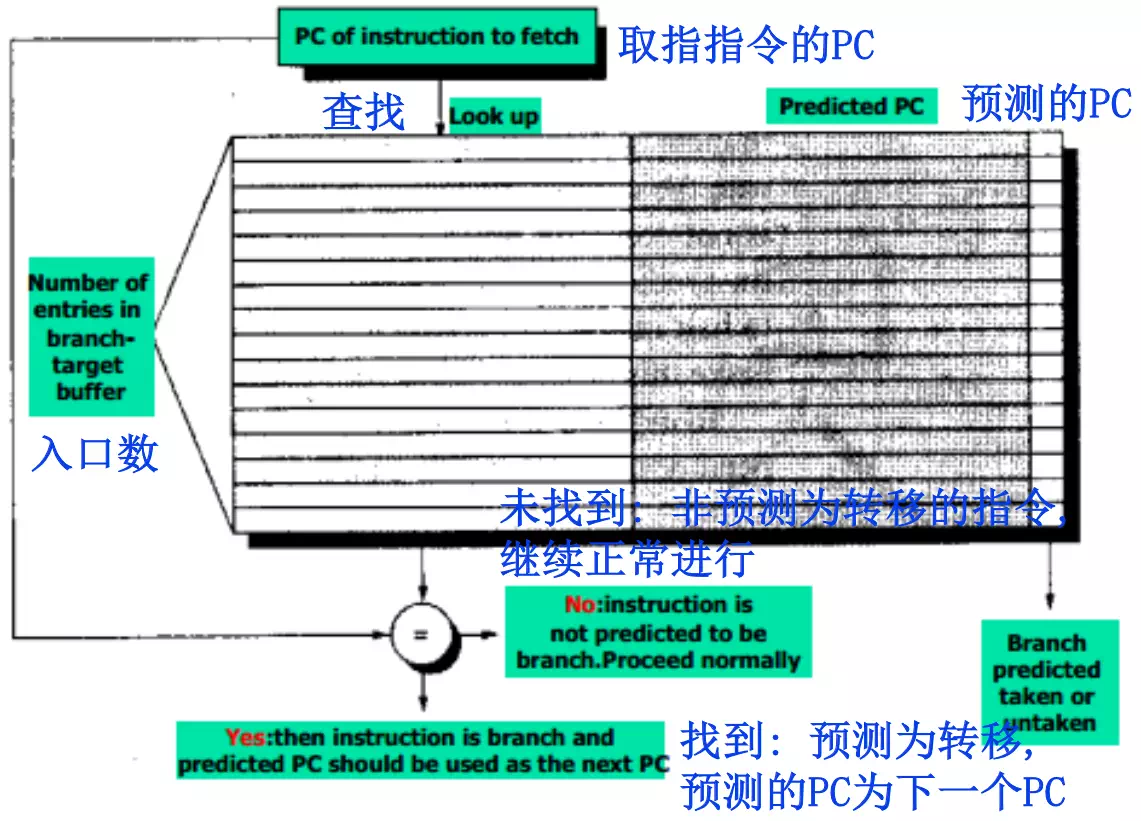 PC of instruction to fetch
取指指令的PC
查找
Look up
Predicted PC
预测的PC
Number of
entries in
branch-
target
buffer
入口数
未找到: 非预测为转移的指令,
继续正常进行
=
No:instruction is
not predicted to be
branch.Proceed normally
Branch
predicted
taken or
untaken
Yes:then instruction is branch and
predicted PC should be used as the next PC
找到: 预测为转移,
预测的PC为下一个PC